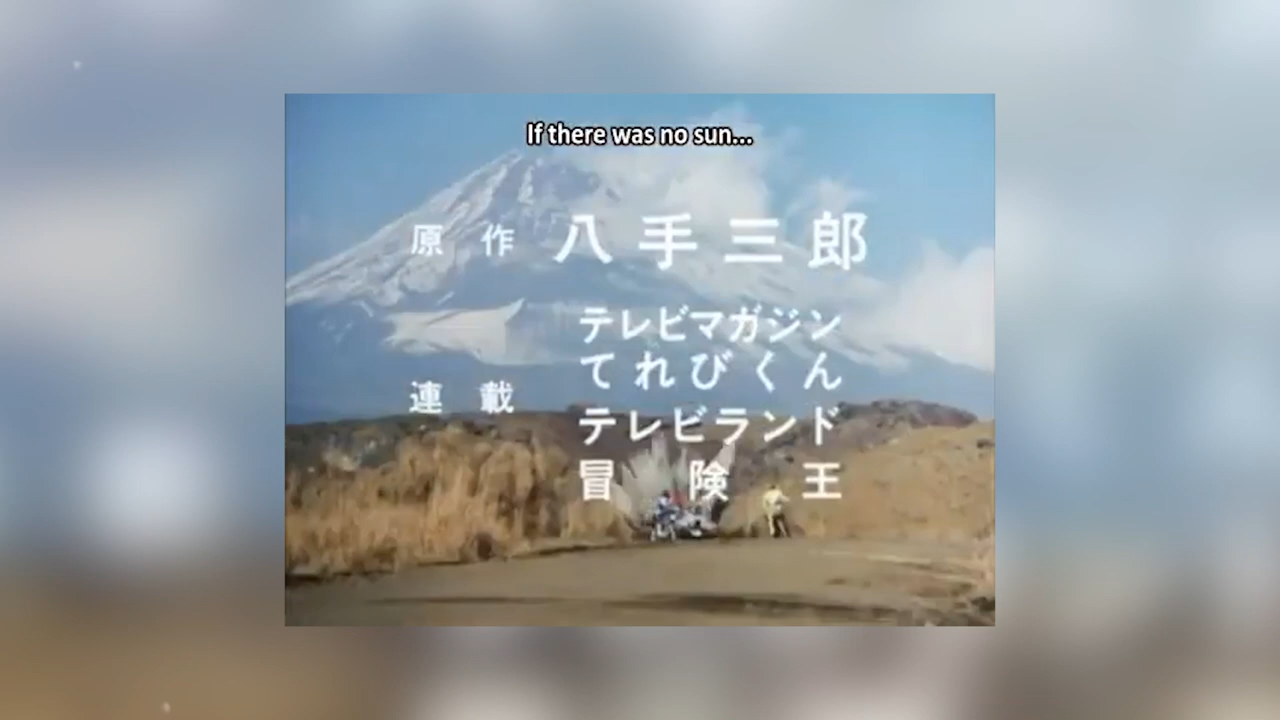 If there was no sun...
原作 八手三郎
テレビマガジン
てれびくん
連載
テレビランド
冒険王